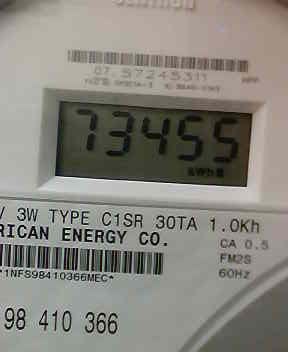 07.57245311
73455
kWh
V 3W TYPE C1SR 30TA 1.0Kh
RICAN ENERGY CO.
CA 0.5
FM2S
*1NFS98410366MEC*
60Hz
98 410 366